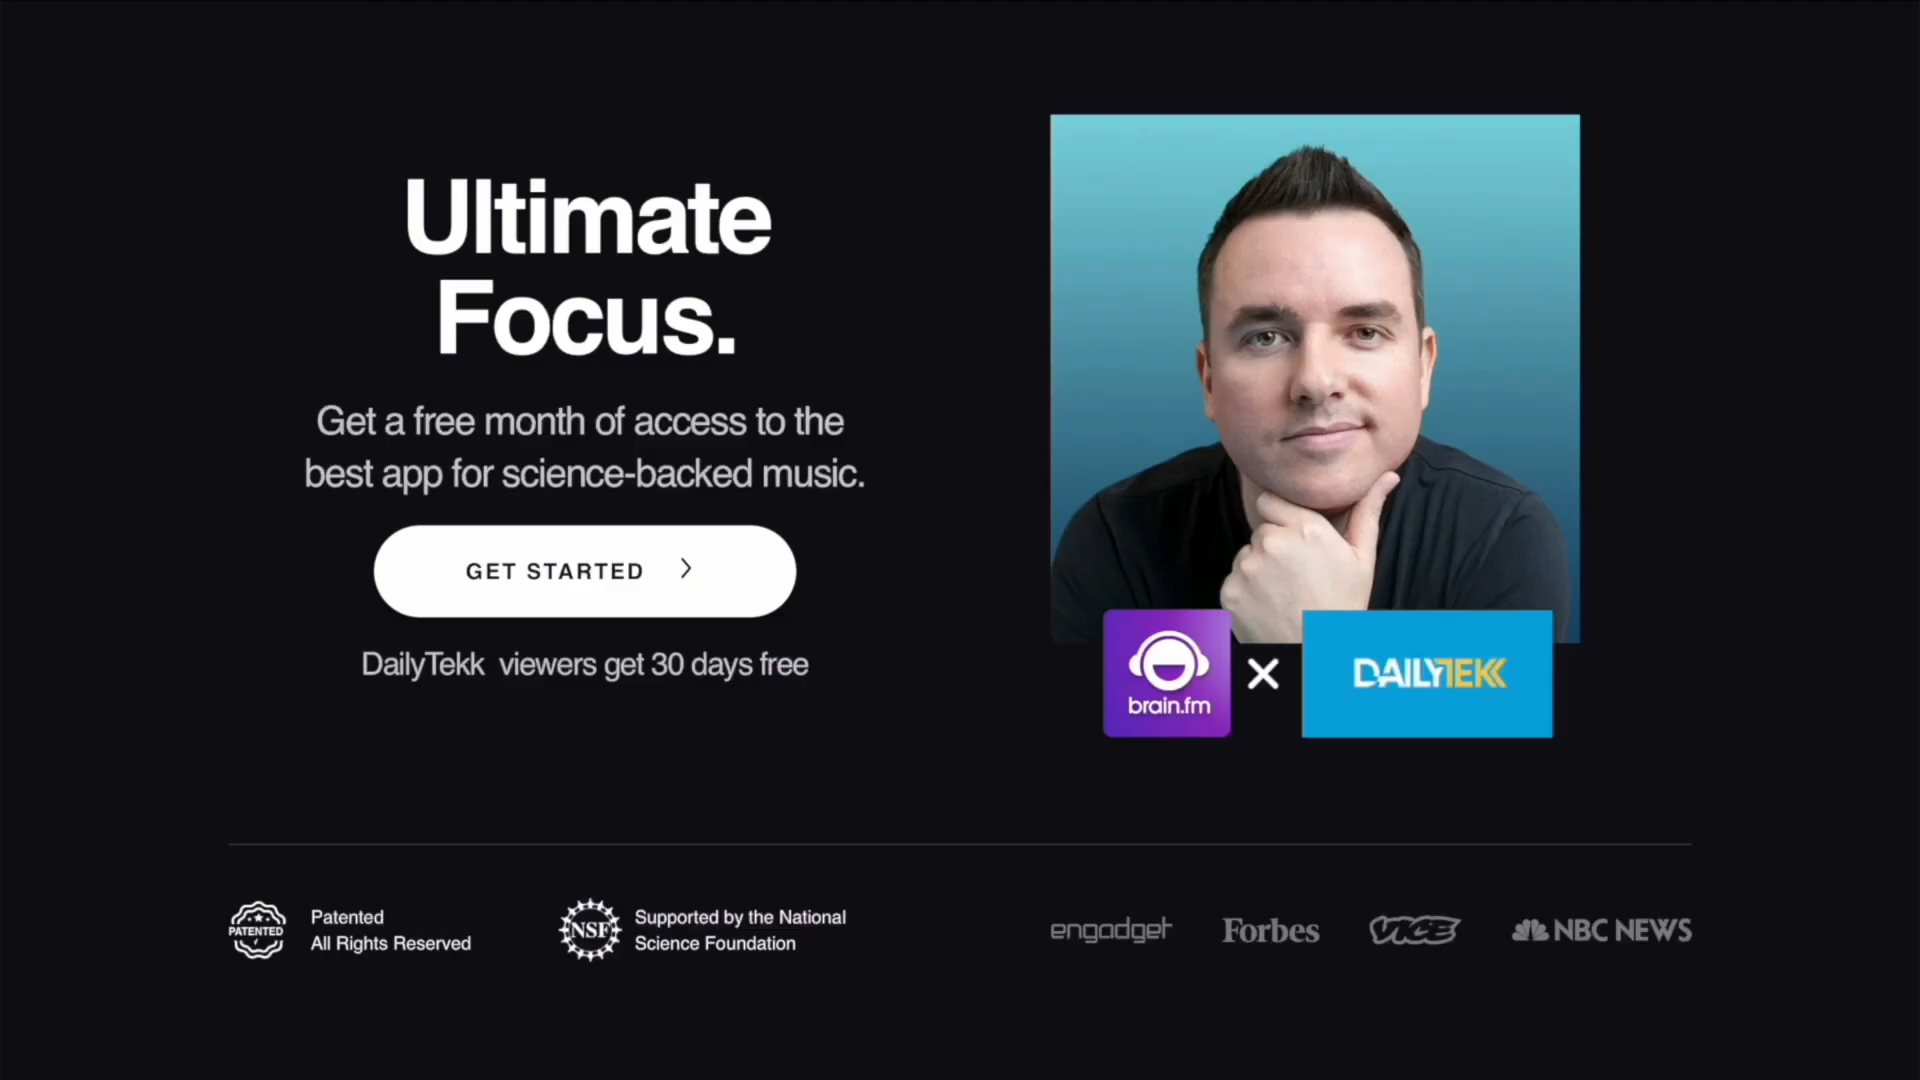 Ultimate
Focus.
Get a free month of access to the
best app for science-backed music.
GET STARTED
DailyTekk viewers get 30 days free
brain.fm
DAILYTEKK
PATENTED
Patented
All Rights Reserved
NSF
Supported by the National
Science Foundation
engadget
Forbes
VICE
NBC NEWS